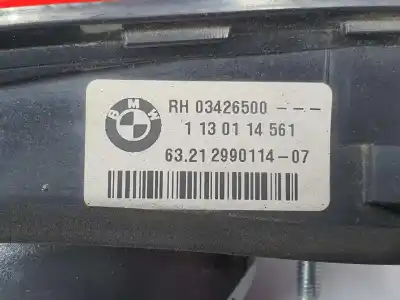 BMW
RH 03426500 ---
1 13 01 14 561
63.21 2990114-07